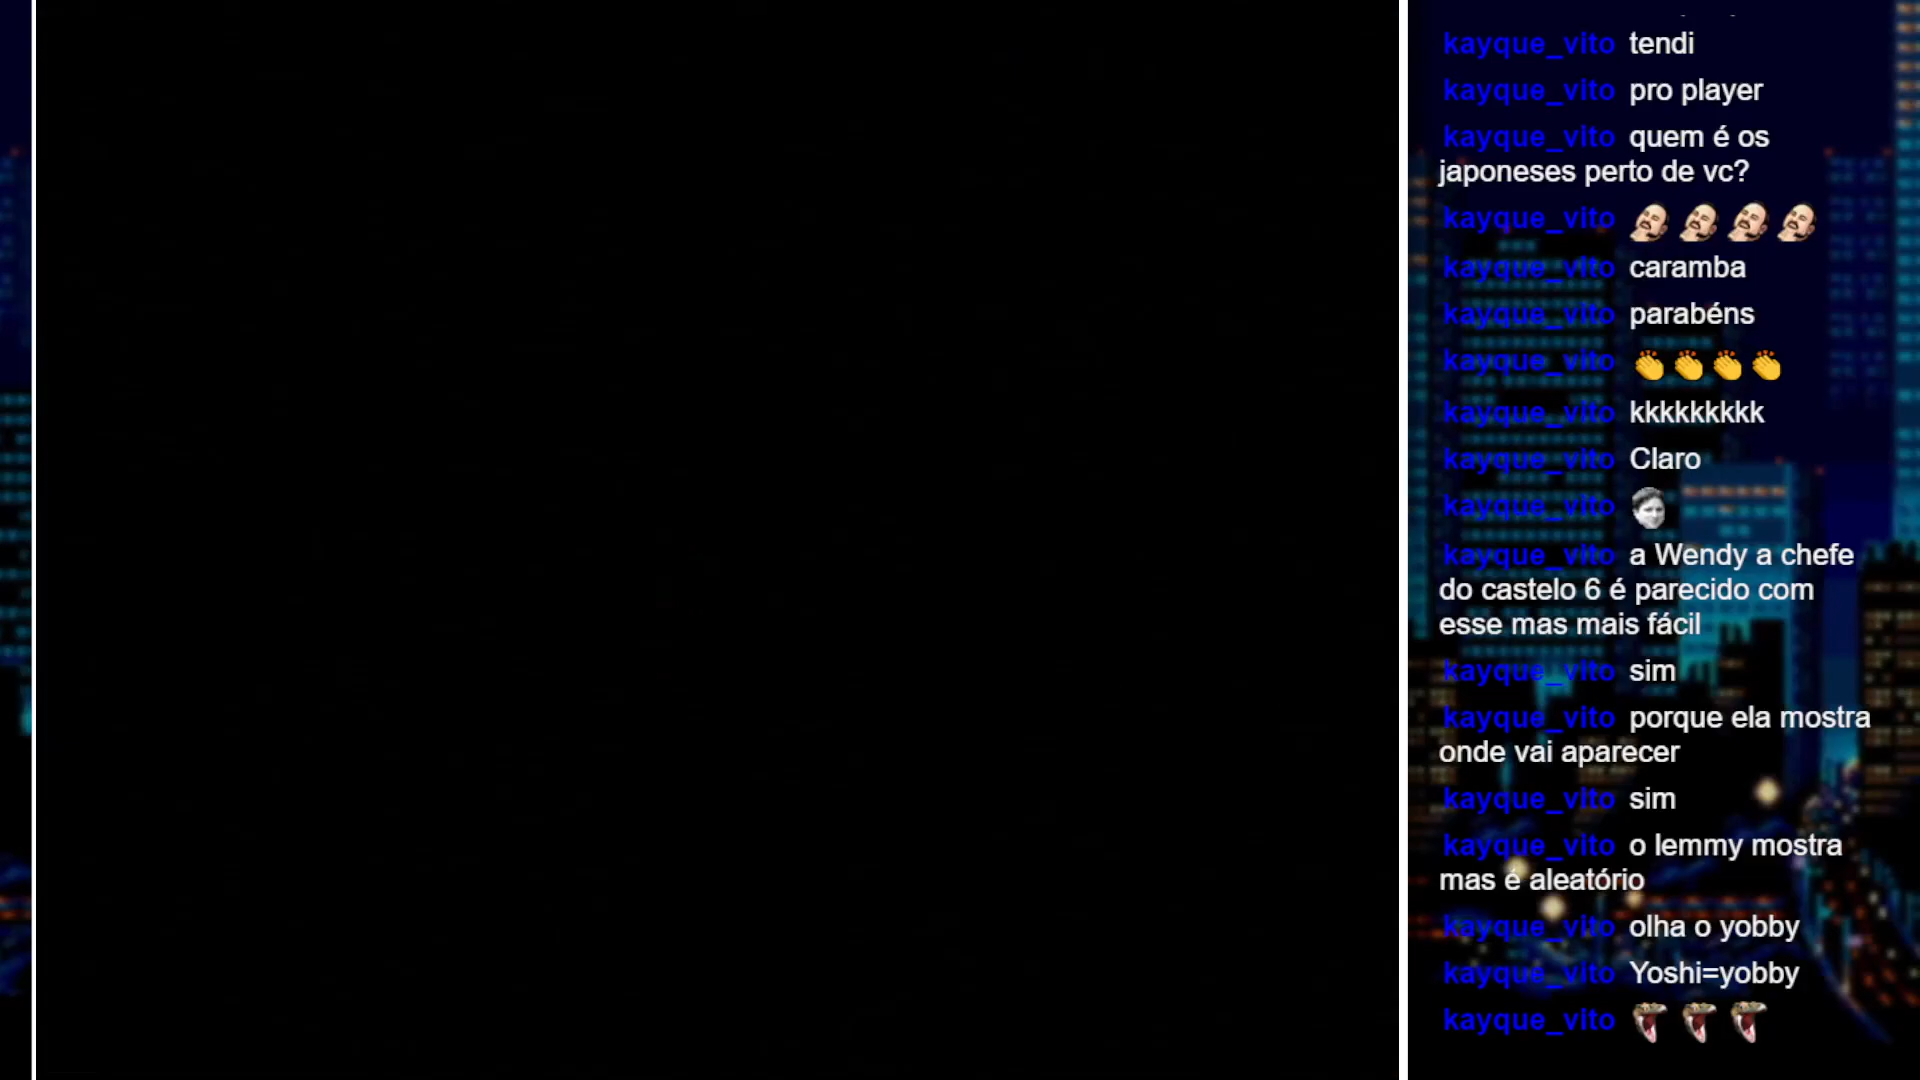 kayque_vito tendi
kayque_vito pro player
kayque_vito quem é os
japoneses perto de vc?
kayque_vito
kayque_vito caramba
kayque_vito parabéns
kayque_vito 👏👏👏👏
kayque_vito kkkkkkkkk
kayque_vito Claro
kayque_vito
kayque_vito a Wendy a chefe
do castelo 6 é parecido com
esse mas mais fácil
kayque_vito sim
kayque_vito porque ela mostra
onde vai aparecer
kayque_vito sim
kayque_vito o lemmy mostra
mas é aleatório
kayque_vito olha o yobby
kayque_vito Yoshi=yobby
kayque_vito